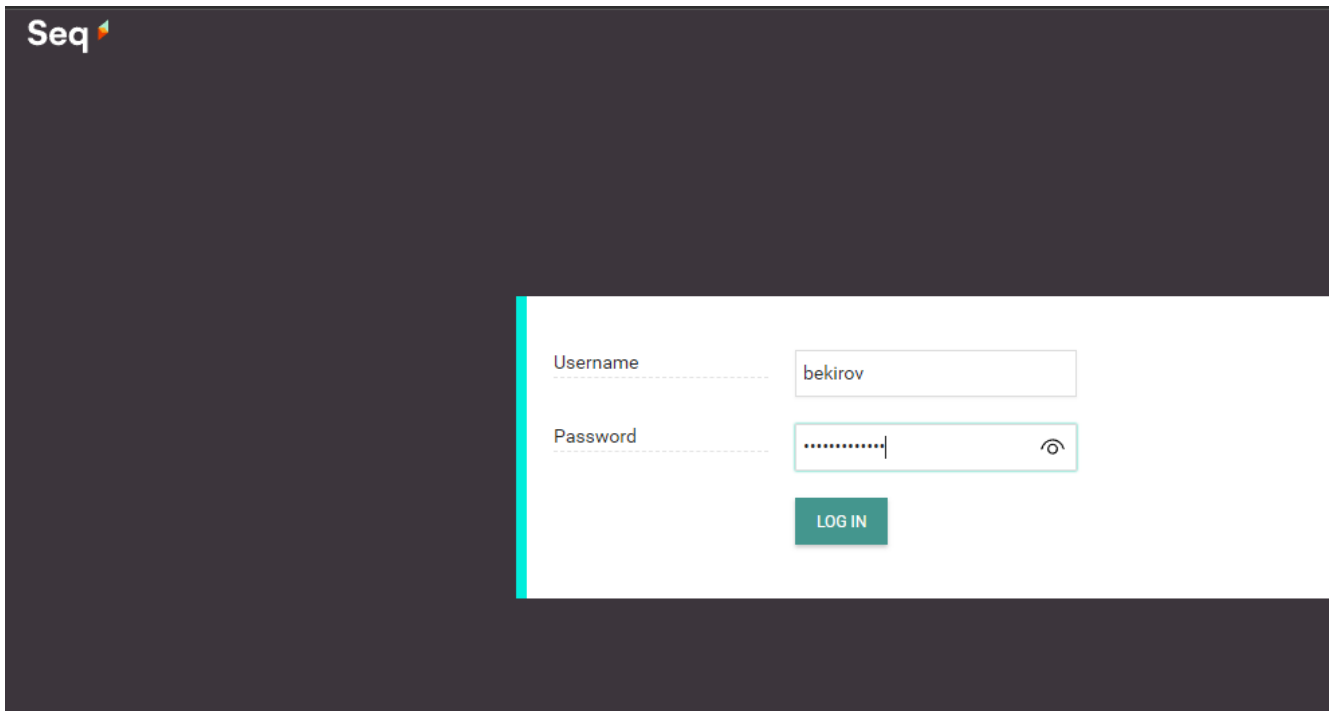 Seq
Username
bekirov
Password
•••••••••••••
LOG IN